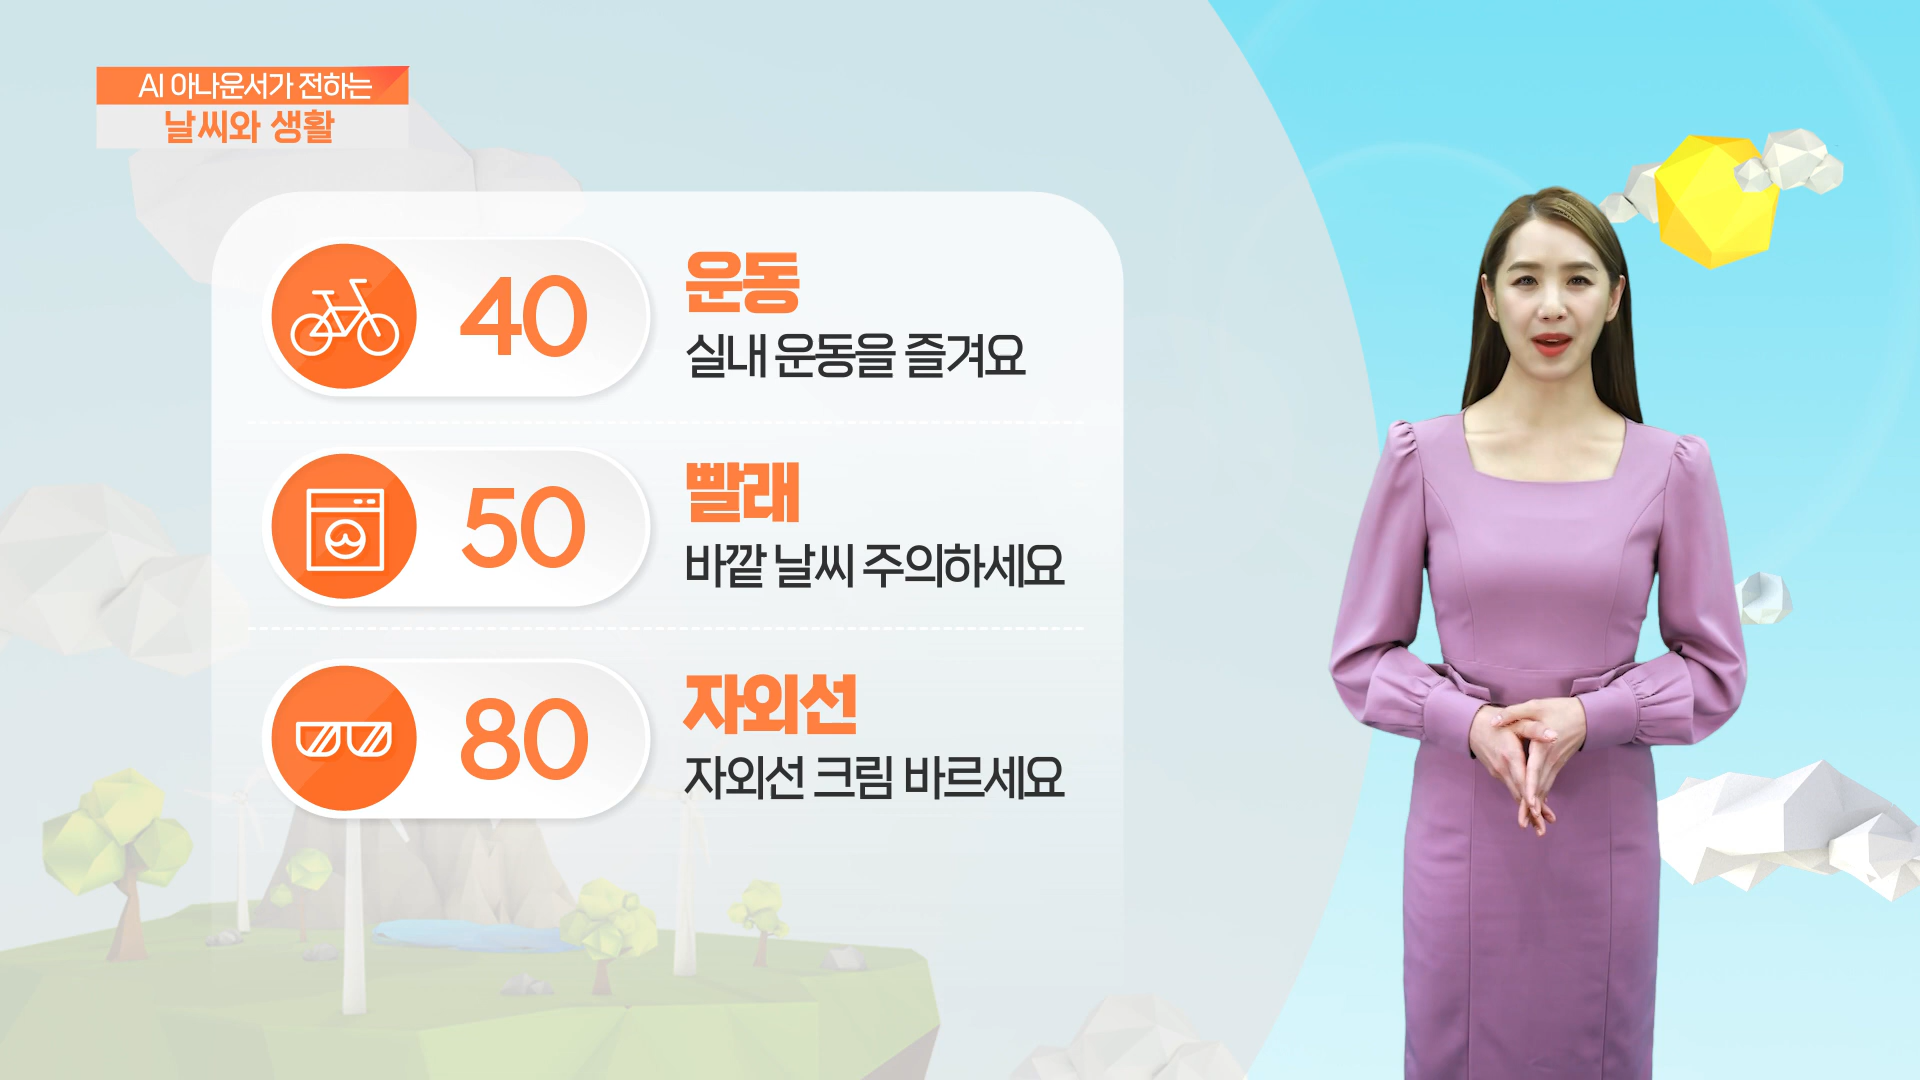 AI 아나운서가 전하는
날씨와 생활
40
운동
실내 운동을 즐겨요
50
빨래
바깥 날씨 주의하세요
80
자외선
자외선 크림 바르세요